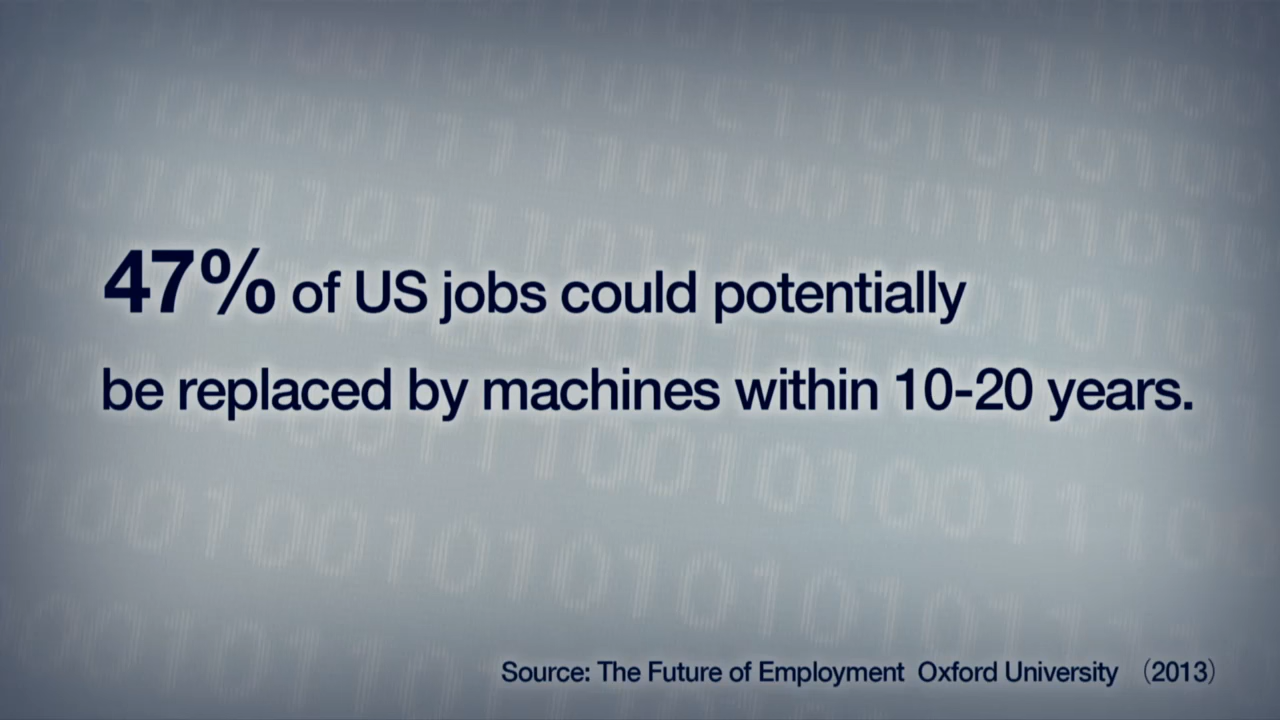 47% of US jobs could potentially
be replaced by machines within 10-20 years.
Source: The Future of Employment Oxford University （2013）